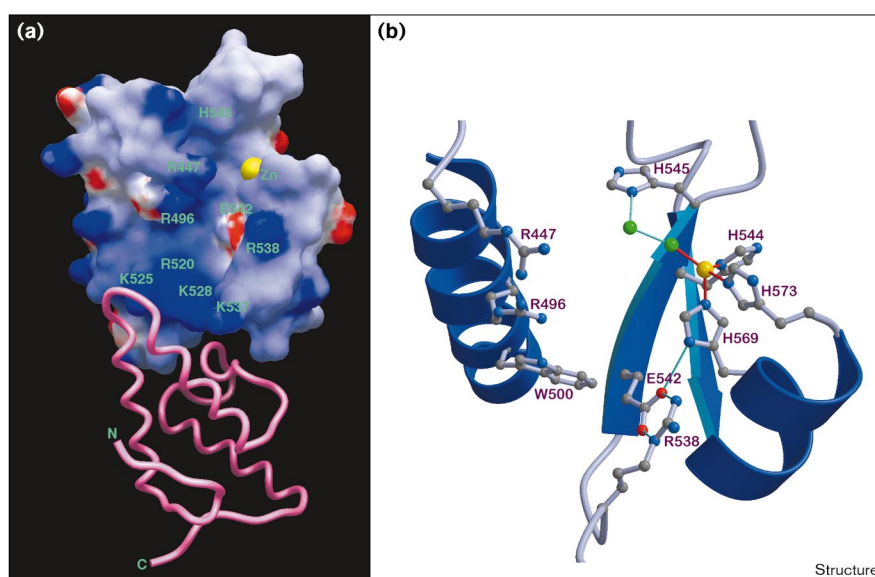 (a)
H545
R447
Zn
R496
R538
R520
K525
K528
N
C
(b)
H545
R447
H544
H573
R496
H569
E542
W500
R538
Structure